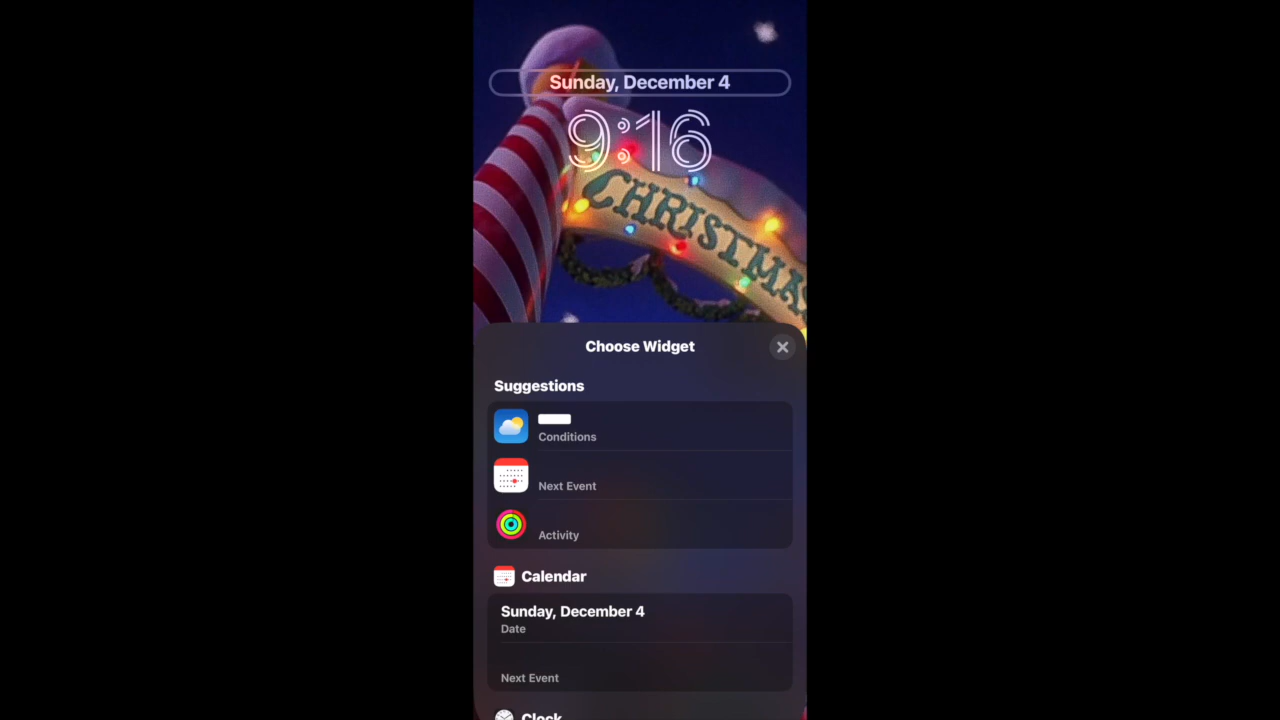 Sunday, December 4
9:16
CHRISTMAS
Choose Widget
Suggestions
Conditions
Next Event
Activity
Calendar
Sunday, December 4
Date
Next Event
Clock